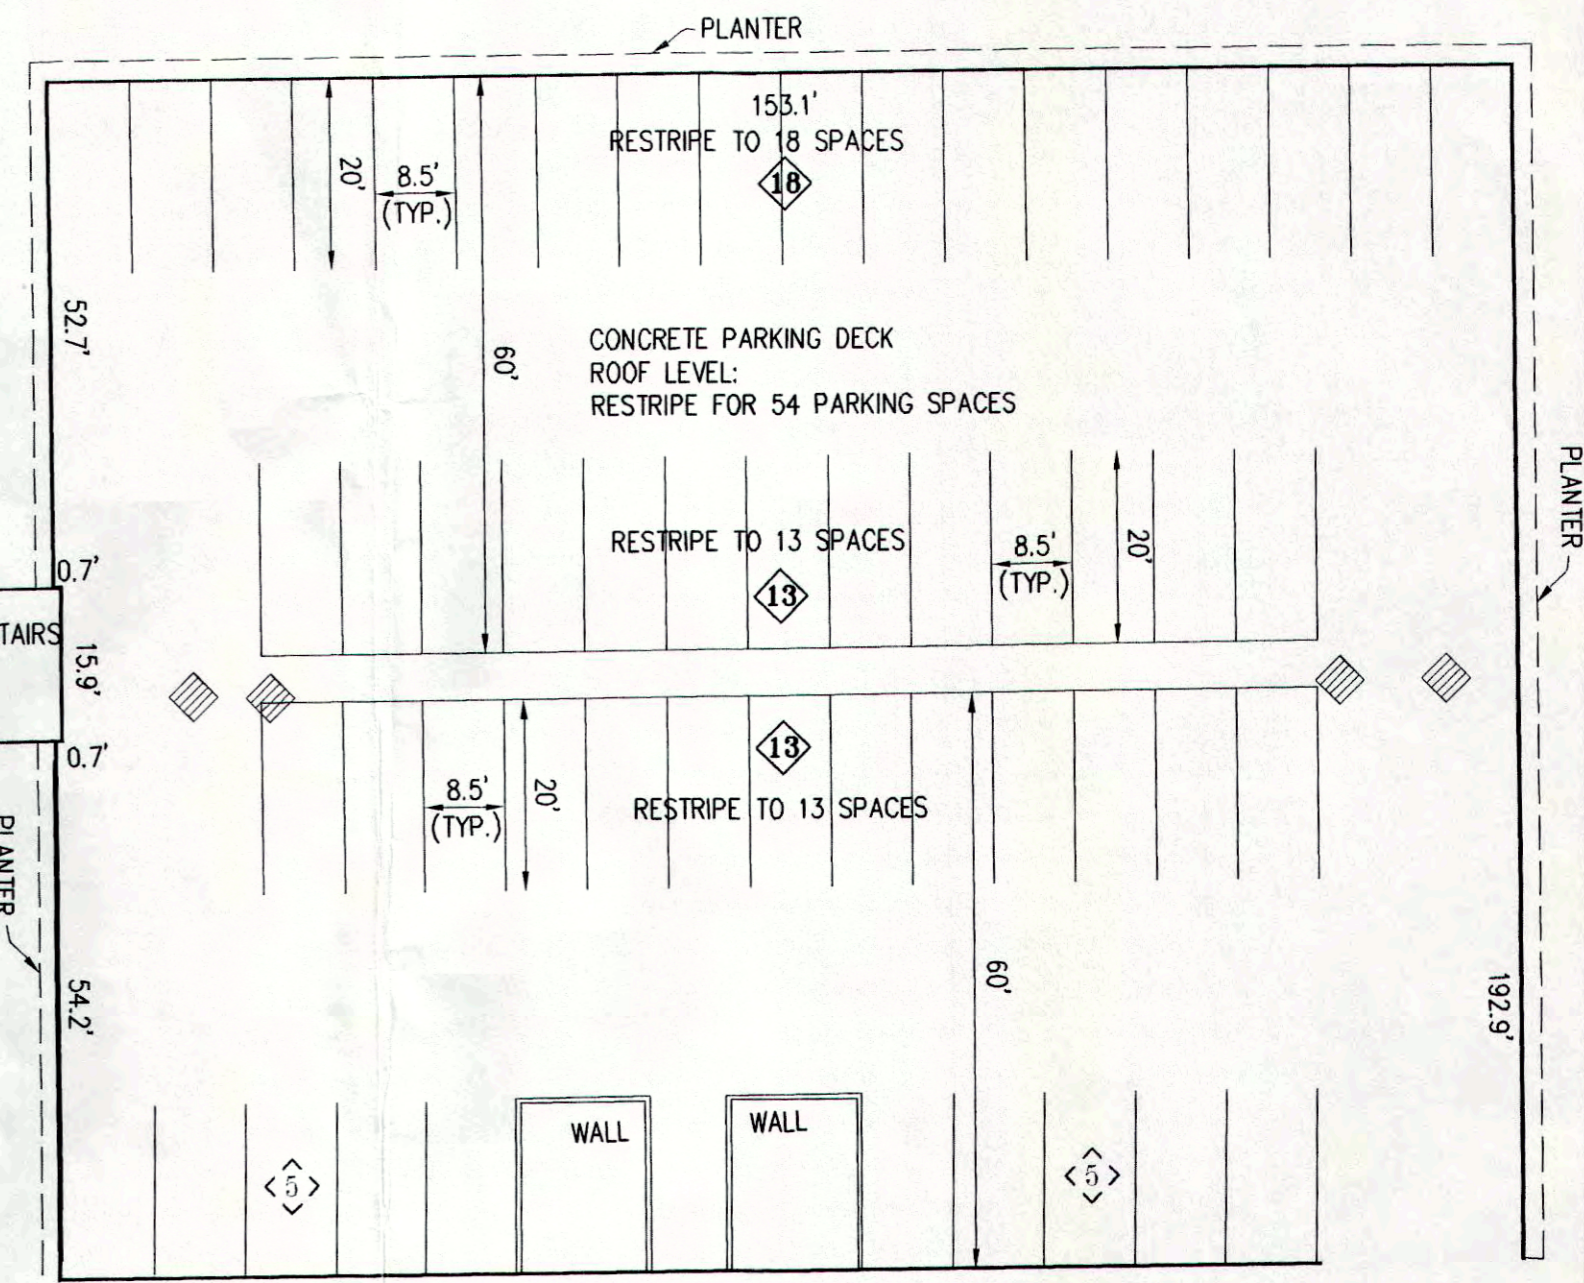 PLANTER
153.1'
RESTRIPE TO 18 SPACES
18
20'
8.5'
(TYP.)
52.7'
60'
CONCRETE PARKING DECK
ROOF LEVEL:
RESTRIPE FOR 54 PARKING SPACES
PLANTER
RESTRIPE TO 13 SPACES
13
8.5'
(TYP.)
20'
0.7'
TAIRS
15.9'
0.7'
13
RESTRIPE TO 13 SPACES
8.5'
(TYP.)
20'
PLANTER
54.2'
60'
192.9'
WALL
WALL
5
5